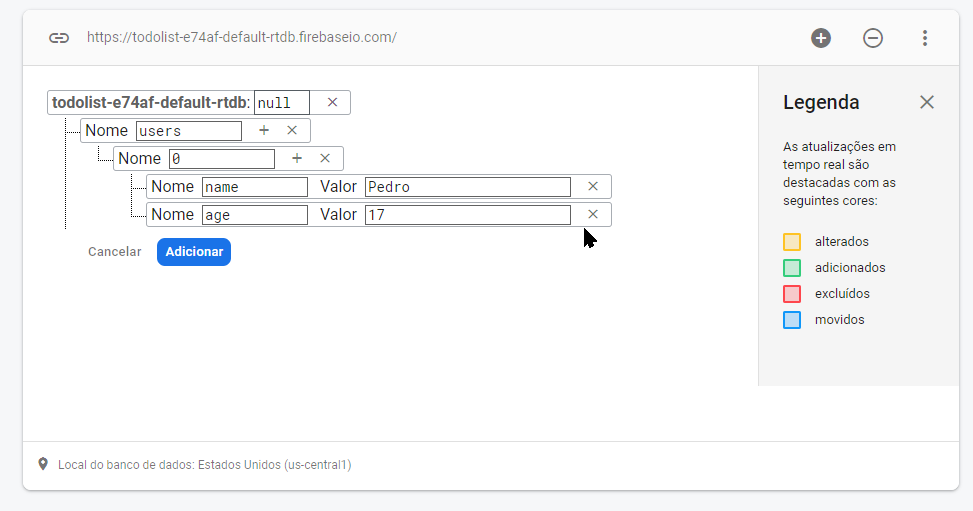 https://todolist-e74af-default-rtdb.firebaseio.com/
todolist-e74af-default-rtdb: null
Nome users
Nome 0
Nome name Valor Pedro
Nome age Valor 17
Cancelar Adicionar
Legenda
As atualizações em
tempo real são
destacadas com as
seguintes cores:
alterados
adicionados
excluídos
movidos
Local do banco de dados: Estados Unidos (us-central1)